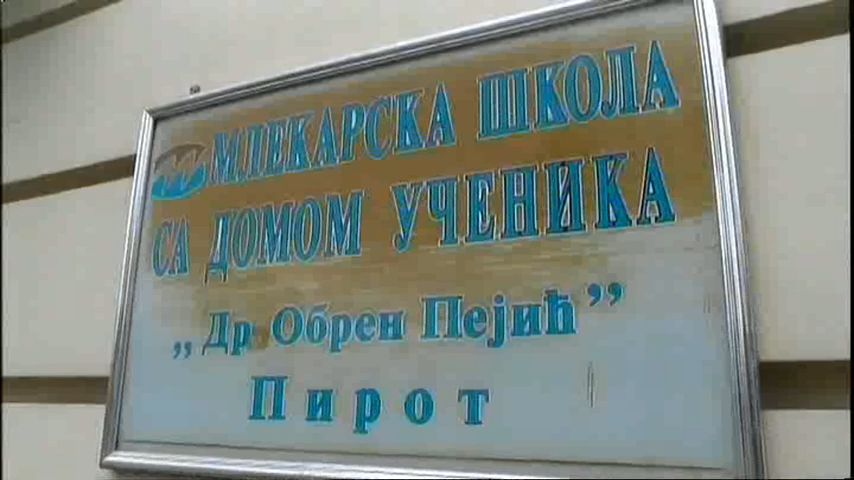 МЛЕКАРСКА ШКОЛА
СА ДОМОМ УЧЕНИКА
„Др Обрен Пејић”
Пирот